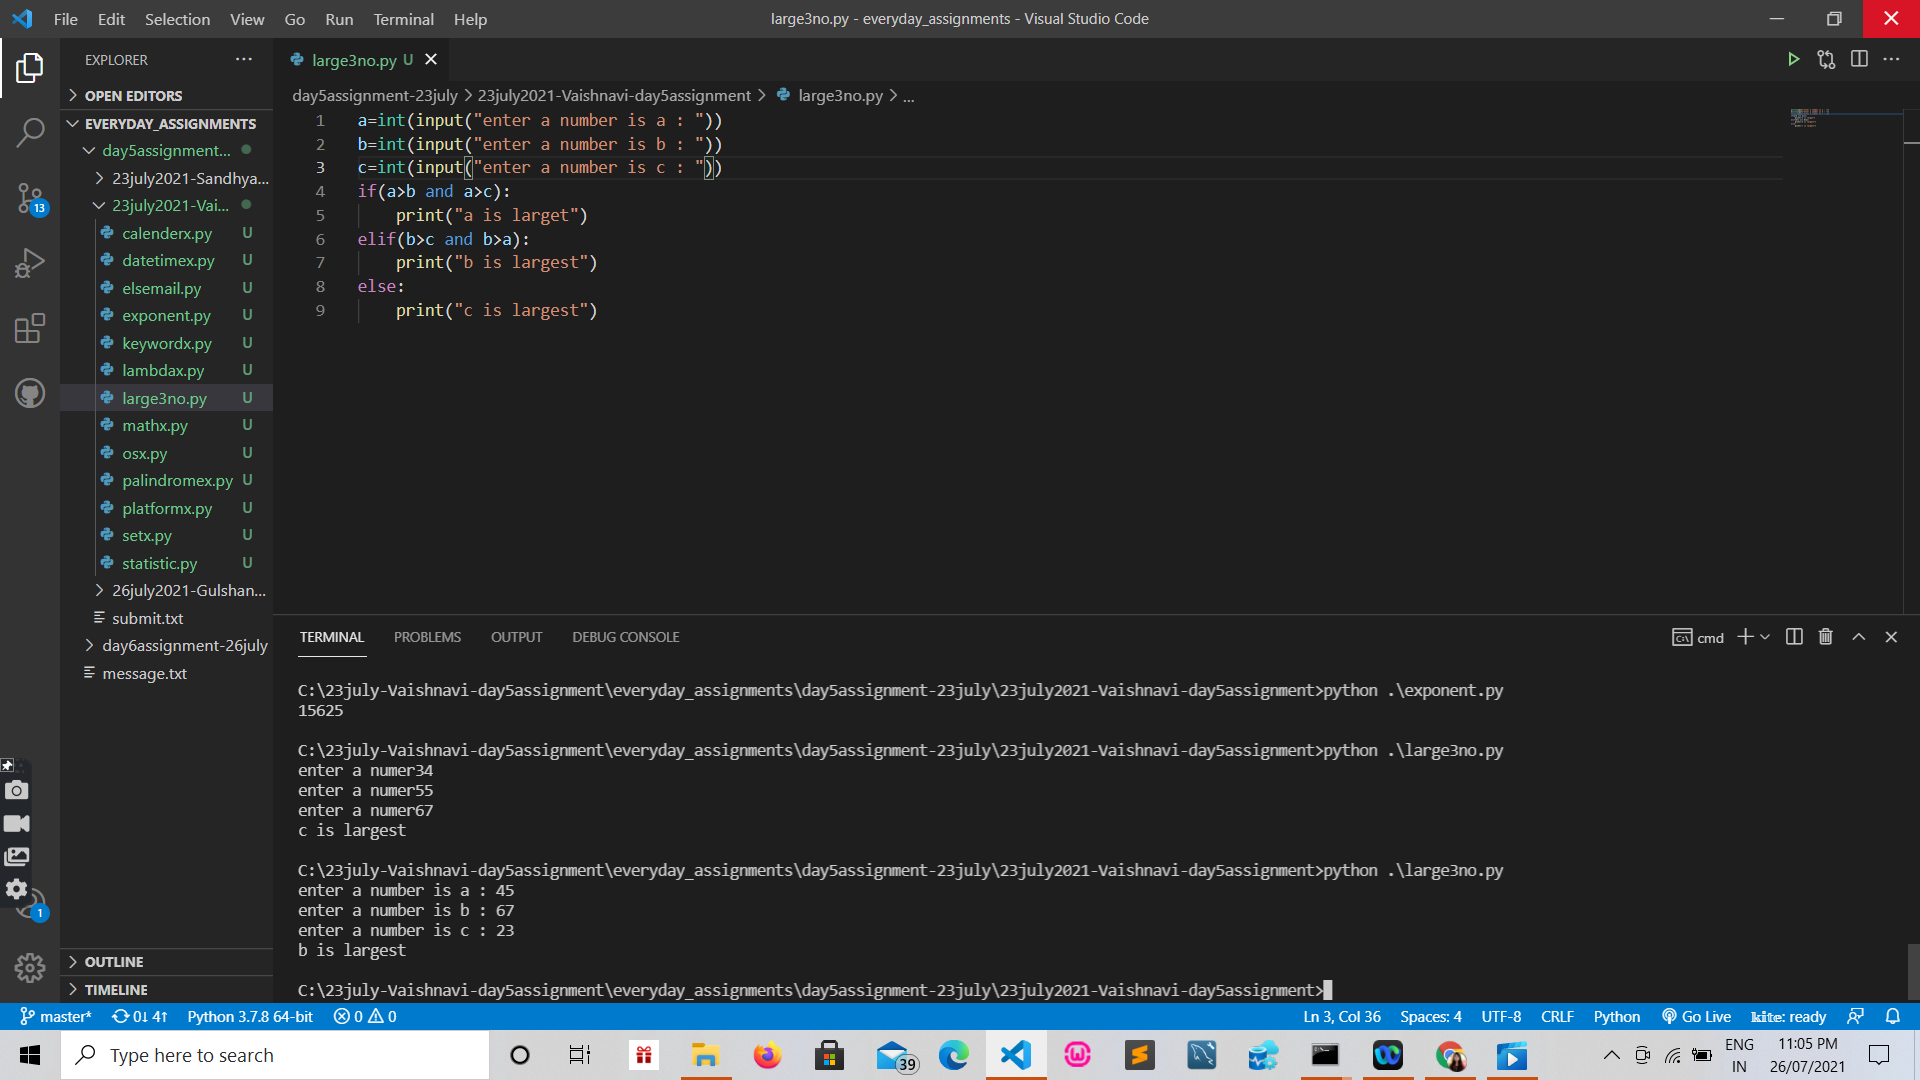 File Edit Selection View Go Run Terminal Help
large3no.py - everyday_assignments - Visual Studio Code
EXPLORER
OPEN EDITORS
EVERYDAY_ASSIGNMENTS
day5assignment...
23july2021-Sandhya...
23july2021-Vai...
calenderx.py U
datetimex.py U
elsemail.py U
exponent.py U
keywordx.py U
lambdax.py U
large3no.py U
mathx.py U
osx.py U
palindromex.py U
platformx.py U
setx.py U
statistic.py U
26july2021-Gulshan...
submit.txt
day6assignment-26july
message.txt
OUTLINE
TIMELINE
13
1
large3no.py U
day5assignment-23july > 23july2021-Vaishnavi-day5assignment > large3no.py > ...
1 a=int(input("enter a number is a : "))
2 b=int(input("enter a number is b : "))
3 c=int(input("enter a number is c : "))
4 if(a>b and a>c):
5 print("a is larget")
6 elif(b>c and b>a):
7 print("b is largest")
8 else:
9 print("c is largest")
TERMINAL PROBLEMS OUTPUT DEBUG CONSOLE
cmd
C:\23july-Vaishnavi-day5assignment\everyday_assignments\day5assignment-23july\23july2021-Vaishnavi-day5assignment>python .\exponent.py
15625
C:\23july-Vaishnavi-day5assignment\everyday_assignments\day5assignment-23july\23july2021-Vaishnavi-day5assignment>python .\large3no.py
enter a numer34
enter a numer55
enter a numer67
c is largest
C:\23july-Vaishnavi-day5assignment\everyday_assignments\day5assignment-23july\23july2021-Vaishnavi-day5assignment>python .\large3no.py
enter a number is a : 45
enter a number is b : 67
enter a number is c : 23
b is largest
C:\23july-Vaishnavi-day5assignment\everyday_assignments\day5assignment-23july\23july2021-Vaishnavi-day5assignment>
master* 0↓ 4↑ Python 3.7.8 64-bit 0 0
Ln 3, Col 36 Spaces: 4 UTF-8 CRLF Python Go Live kite: ready
Type here to search
39
ENG
IN
11:05 PM
26/07/2021